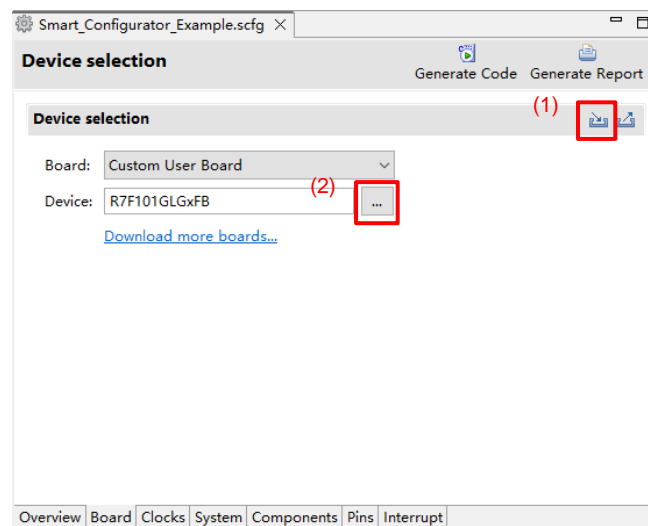 Smart_Configurator_Example.scfg
Device selection
Generate Code Generate Report
(1)
Device selection
Board: Custom User Board
(2)
Device: R7F101GLGxFB ...
Download more boards...
Overview Board Clocks System Components Pins Interrupt